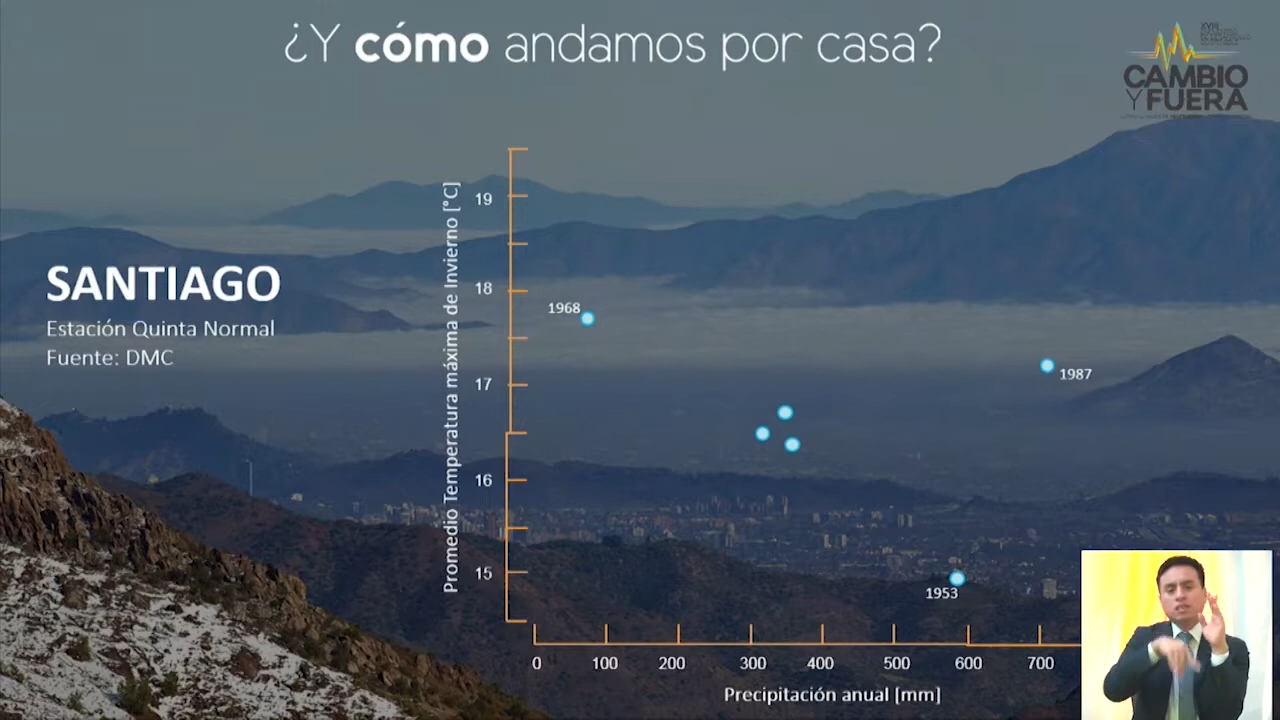 ¿Y cómo andamos por casa?
XVIII
CAMBIO
Y FUERA
SANTIAGO
Estación Quinta Normal
Fuente: DMC
Promedio Temperatura máxima de Invierno [°C]
19
18
17
16
15
1968
1987
1953
0 100 200 300 400 500 600 700
Precipitación anual [mm]